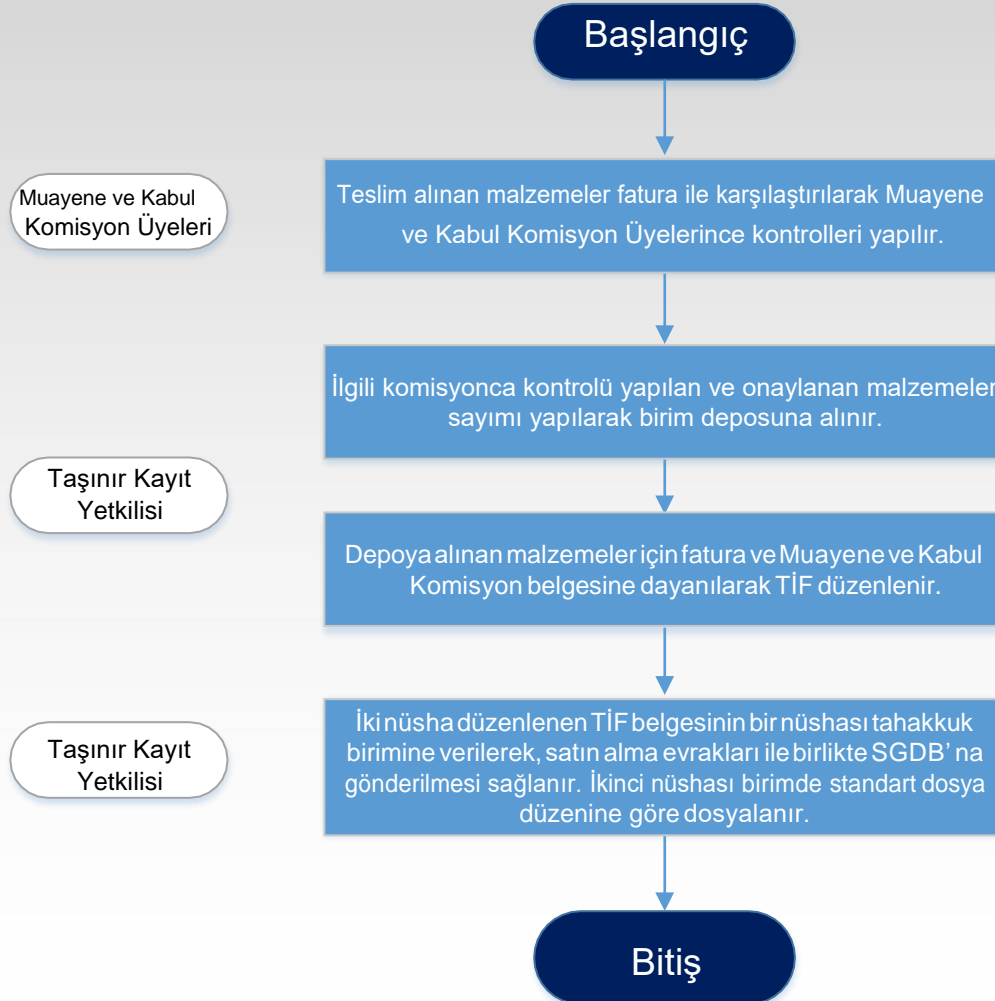 Başlangıç
Muayene ve Kabul
Komisyon Üyeleri
Teslim alınan malzemeler fatura ile karşılaştırılarak Muayene
ve Kabul Komisyon Üyelerince kontrolleri yapılır.
İlgili komisyonca kontrolü yapılan ve onaylanan malzemeler
sayımı yapılarak birim deposuna alınır.
Taşınır Kayıt
Yetkilisi
Depoya alınan malzemeler için fatura ve Muayene ve Kabul
Komisyon belgesine dayanılarak TİF düzenlenir.
Taşınır Kayıt
Yetkilisi
İki nüsha düzenlenen TİF belgesinin bir nüshası tahakkuk
birimine verilerek, satın alma evrakları ile birlikte SGDB’ na
gönderilmesi sağlanır. İkinci nüshası birimde standart dosya
düzenine göre dosyalanır.
Bitiş